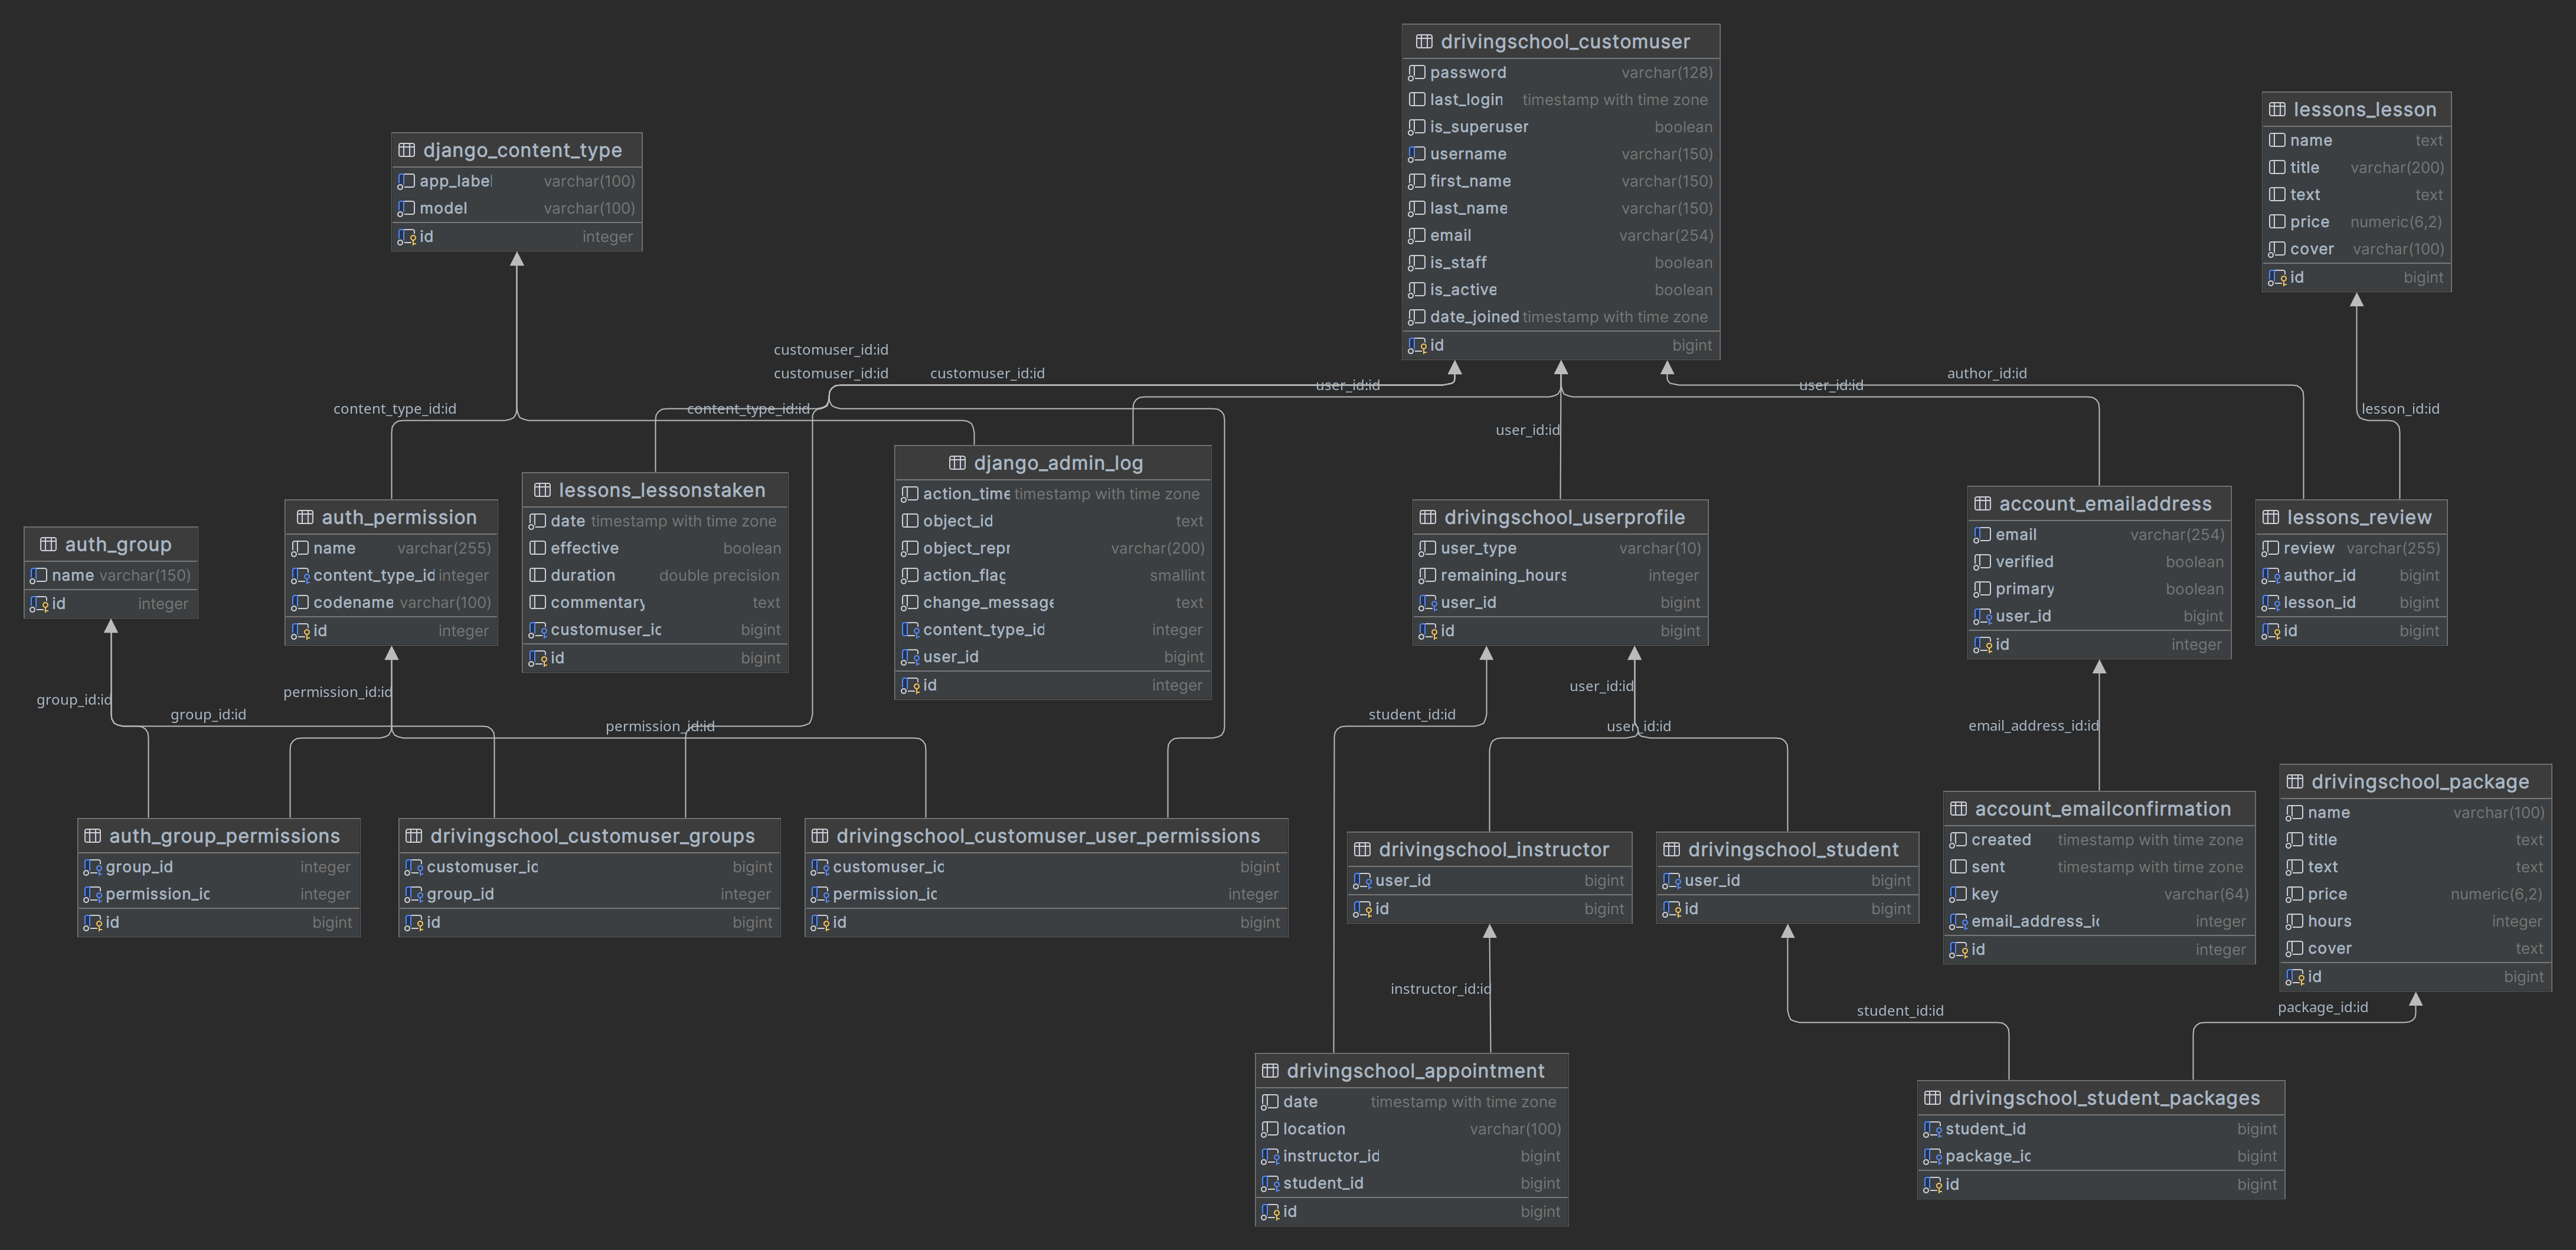 drivingschool_customuser
password varchar(128)
last_login timestamp with time zone
is_superuser boolean
username varchar(150)
first_name varchar(150)
last_name varchar(150)
email varchar(254)
is_staff boolean
is_active boolean
date_joined timestamp with time zone
id bigint
lessons_lesson
name text
title varchar(200)
text text
price numeric(6,2)
cover varchar(100)
id bigint
django_content_type
app_label varchar(100)
model varchar(100)
id integer
customuser_id:id
customuser_id:id
customuser_id:id
user_id:id
user_id:id
author_id:id
content_type_id:id
content_type_id:id
lesson_id:id
user_id:id
auth_group
name varchar(150)
id integer
auth_permission
name varchar(255)
content_type_id integer
codename varchar(100)
id integer
lessons_lessonstaken
date timestamp with time zone
effective boolean
duration double precision
commentary text
customuser_ic bigint
id bigint
django_admin_log
action_time timestamp with time zone
object_id text
object_repr varchar(200)
action_flag smallint
change_message text
content_type_id integer
user_id bigint
id integer
drivingschool_userprofile
user_type varchar(10)
remaining_hours integer
user_id bigint
id bigint
account_emailaddress
email varchar(254)
verified boolean
primary boolean
user_id bigint
id integer
lessons_review
review varchar(255)
author_id bigint
lesson_id bigint
id bigint
group_id:id
group_id:id
permission_id:id
permission_id:id
student_id:id
user_id:id
user_id:id
email_address_id:id
auth_group_permissions
group_id integer
permission_ic integer
id bigint
drivingschool_customuser_groups
customuser_ic bigint
group_id integer
id bigint
drivingschool_customuser_user_permissions
customuser_ic bigint
permission_ic integer
id bigint
drivingschool_instructor
user_id bigint
id bigint
drivingschool_student
user_id bigint
id bigint
account_emailconfirmation
created timestamp with time zone
sent timestamp with time zone
key varchar(64)
email_address_ic integer
id integer
drivingschool_package
name varchar(100)
title text
text text
price numeric(6,2)
hours integer
cover text
id bigint
instructor_id:id
student_id:id
package_id:id
drivingschool_appointment
date timestamp with time zone
location varchar(100)
instructor_id bigint
student_id bigint
id bigint
drivingschool_student_packages
student_id bigint
package_ic bigint
id bigint